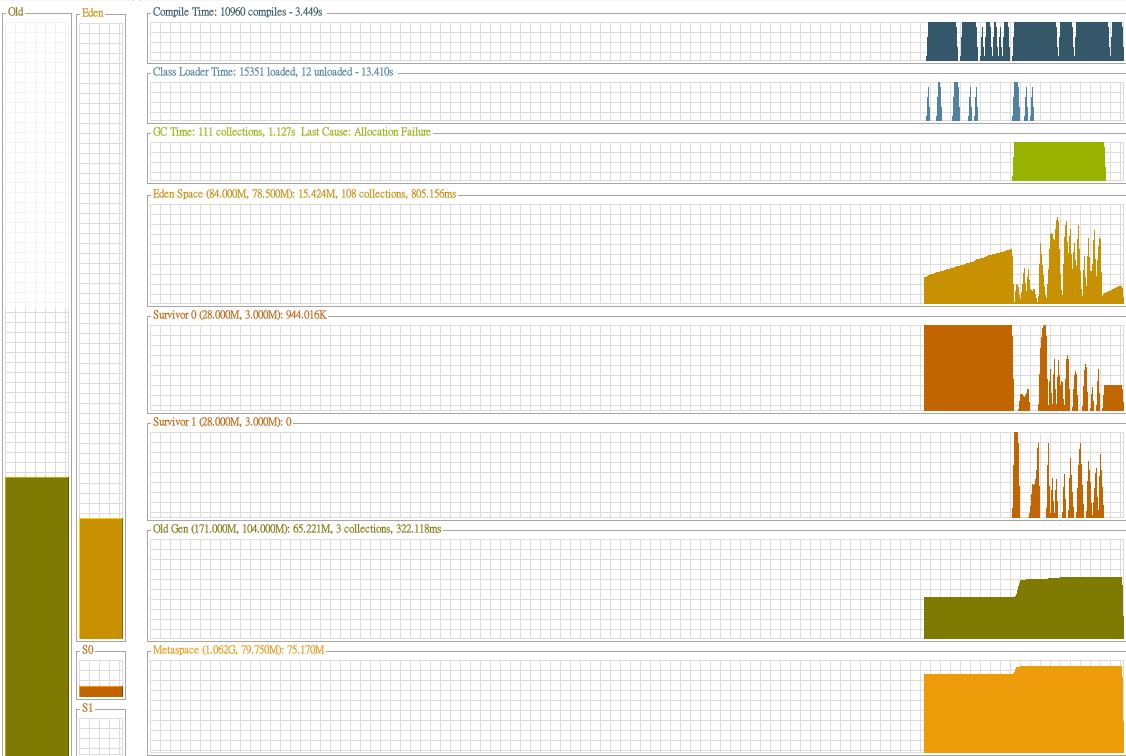 Old
Eden
S0
S1
Compile Time: 10960 compiles - 3.449s
Class Loader Time: 15351 loaded, 12 unloaded - 13.410s
GC Time: 111 collections, 1.127s  Last Cause: Allocation Failure
Eden Space (84.000M, 78.500M): 15.424M, 108 collections, 805.156ms
Survivor 0 (28.000M, 3.000M): 944.016K
Survivor 1 (28.000M, 3.000M): 0
Old Gen (171.000M, 104.000M): 65.221M, 3 collections, 322.118ms
Metaspace (1.062G, 79.750M): 75.170M